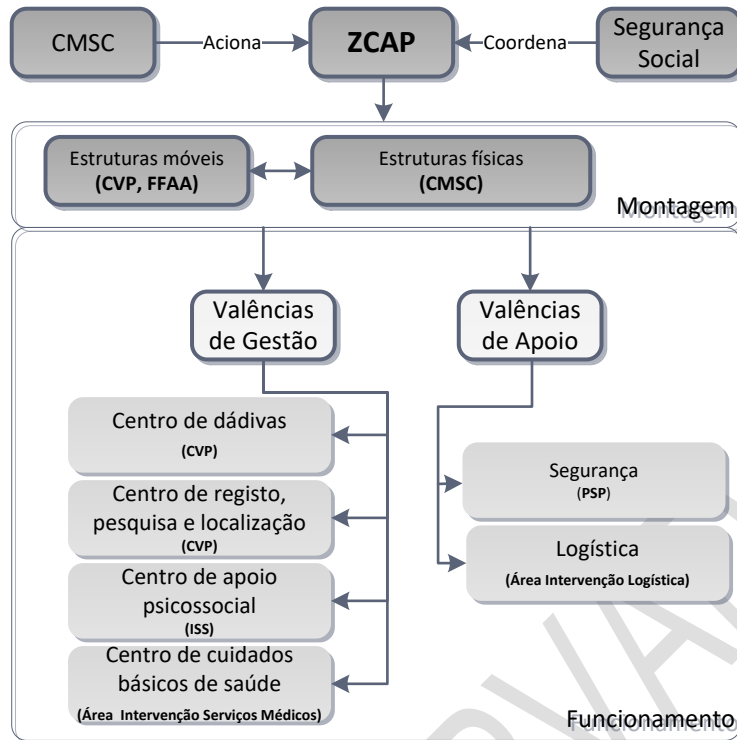 CMSC
Aciona
ZCAP
Coordena
Segurança
Social
Estruturas móveis
(CVP, FFAA)
Estruturas físicas
(CMSC)
Montagem
Valências
de Gestão
Valências
de Apoio
Centro de dádivas
(CVP)
Centro de registo,
pesquisa e localização
(CVP)
Centro de apoio
psicossocial
(ISS)
Centro de cuidados
básicos de saúde
(Área Intervenção Serviços Médicos)
Segurança
(PSP)
Logística
(Área Intervenção Logística)
Funcionamento